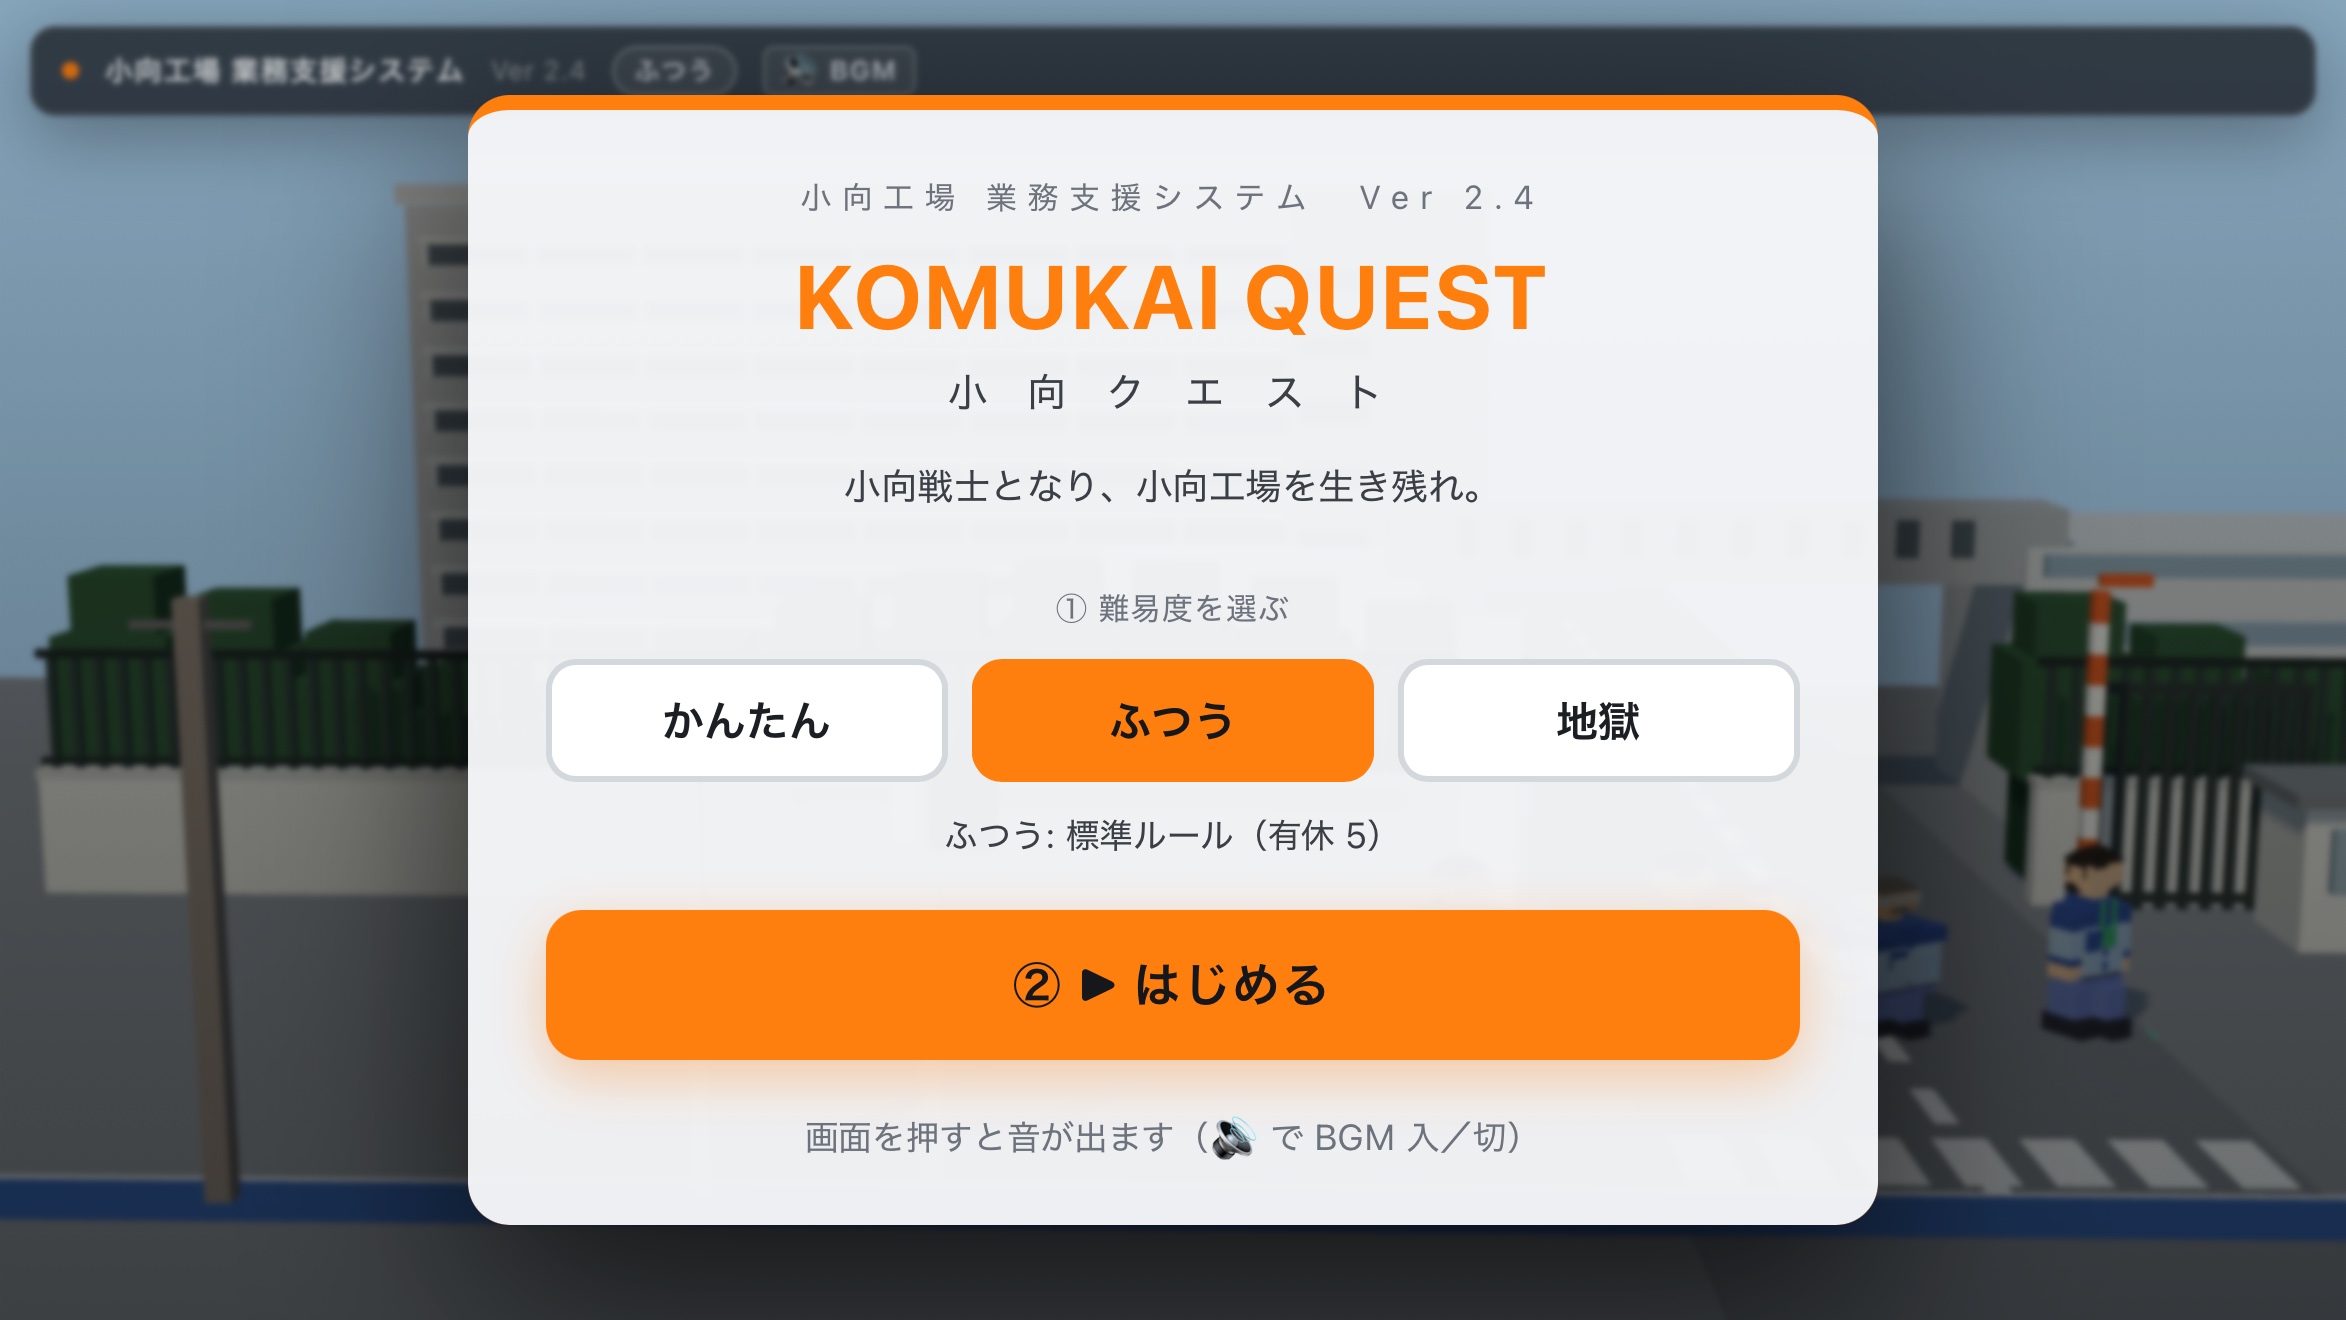 小向工場 業務支援システム Ver 2.4 ふつう 🔊 BGM
小向工場 業務支援システム Ver 2.4
KOMUKAI QUEST
小向クエスト
小向戦士となり、小向工場を生き残れ。
① 難易度を選ぶ
かんたん ふつう 地獄
ふつう: 標準ルール（有休 5）
② ▶ はじめる
画面を押すと音が出ます（🔊 で BGM 入／切）